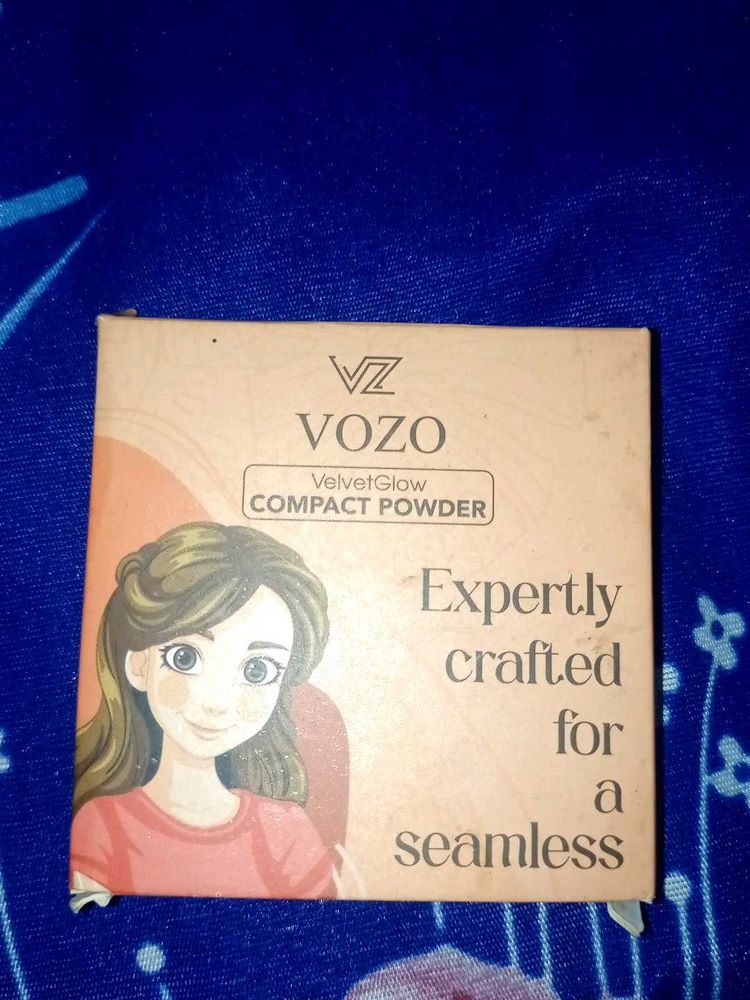 VZ
VOZO
VelvetGlow
COMPACT POWDER
Expertly
crafted
for
a
seamless